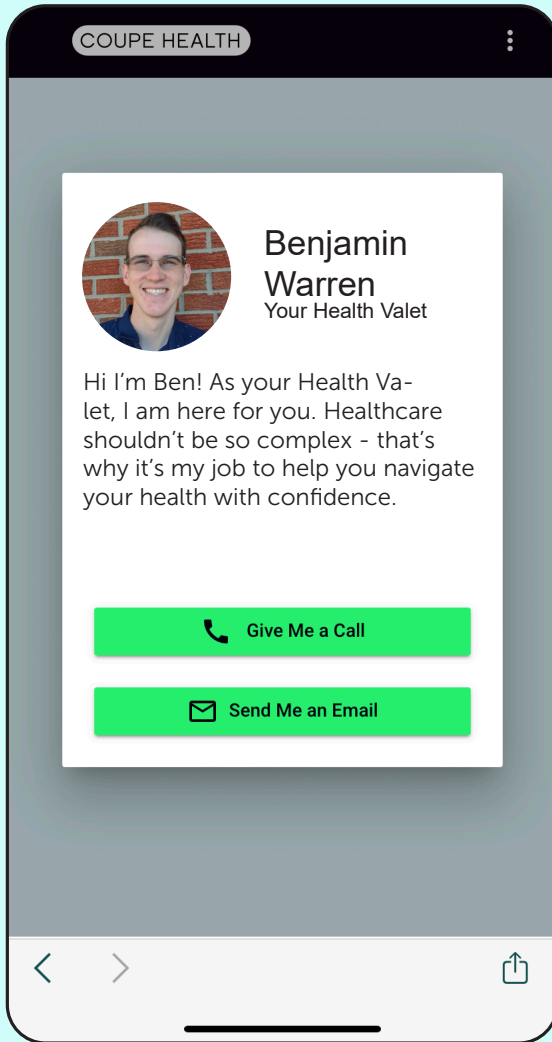 COUPE HEALTH
Benjamin
Warren
Your Health Valet
Hi I’m Ben! As your Health Va-
let, I am here for you. Healthcare
shouldn’t be so complex - that’s
why it’s my job to help you navigate
your health with confidence.
Give Me a Call
Send Me an Email